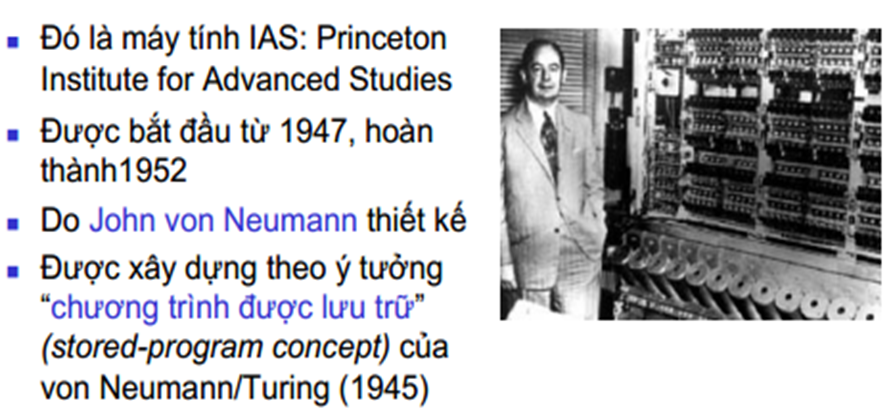 Đó là máy tính IAS: Princeton
Institute for Advanced Studies
Được bắt đầu từ 1947, hoàn
thành1952
Do John von Neumann thiết kế
Được xây dựng theo ý tưởng
“chương trình được lưu trữ”
(stored-program concept) của
von Neumann/Turing (1945)